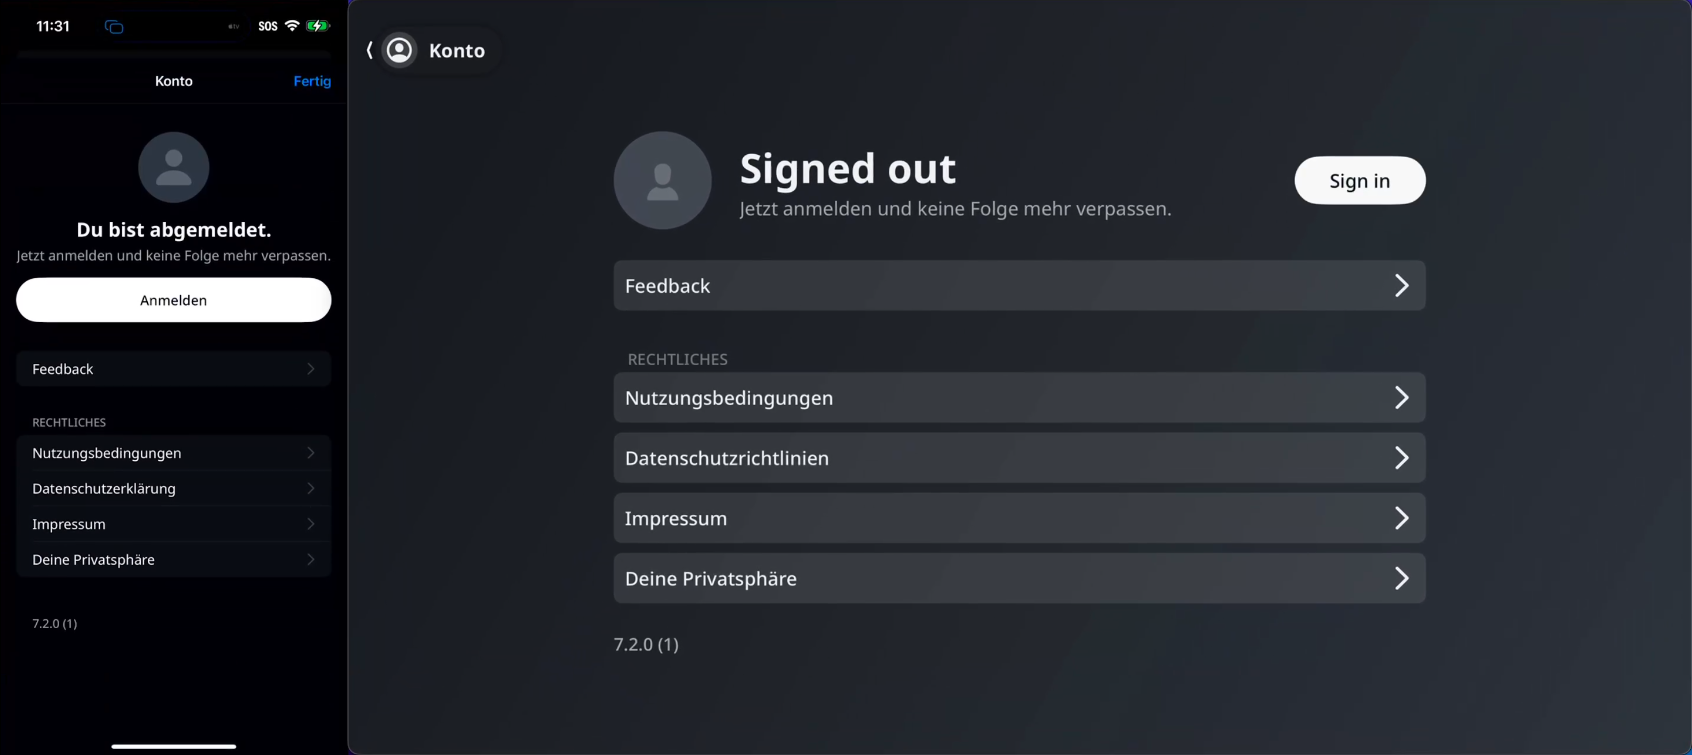 11:31
SOS
Konto
Fertig
Du bist abgemeldet.
Jetzt anmelden und keine Folge mehr verpassen.
Anmelden
Feedback
RECHTLICHES
Nutzungsbedingungen
Datenschutzerklärung
Impressum
Deine Privatsphäre
7.2.0 (1)
Konto
Signed out
Jetzt anmelden und keine Folge mehr verpassen.
Sign in
Feedback
RECHTLICHES
Nutzungsbedingungen
Datenschutzrichtlinien
Impressum
Deine Privatsphäre
7.2.0 (1)